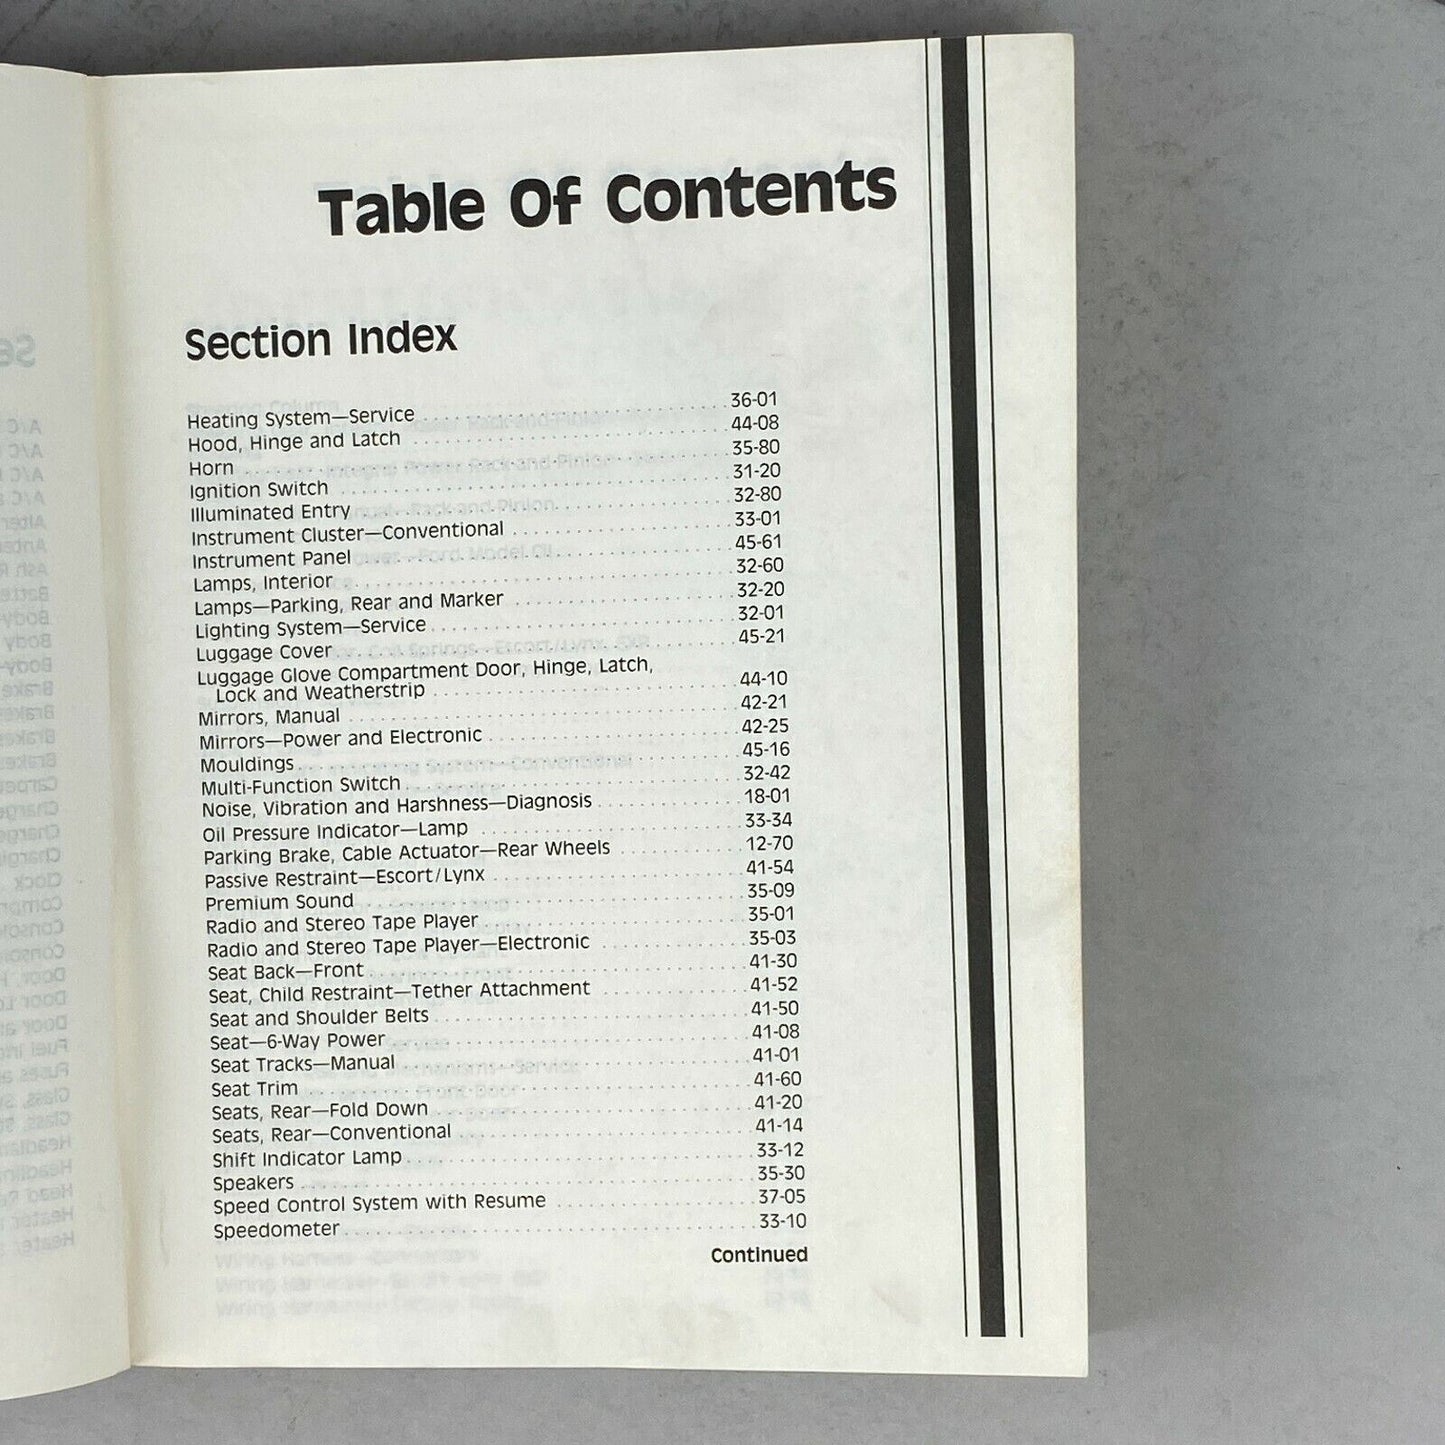 Table Of Contents
Section Index
Heating System—Service 36-01
Hood, Hinge and Latch 44-08
Horn 35-80
Ignition Switch 31-20
Illuminated Entry 32-80
Instrument Cluster—Conventional 33-01
Instrument Panel 45-61
Lamps, Interior 32-60
Lamps—Parking, Rear and Marker 32-20
Lighting System—Service 32-01
Luggage Cover 45-21
Luggage Glove Compartment Door, Hinge, Latch,
Lock and Weatherstrip 44-10
Mirrors, Manual 42-21
Mirrors—Power and Electronic 42-25
Mouldings 45-16
Multi-Function Switch 32-42
Noise, Vibration and Harshness—Diagnosis 18-01
Oil Pressure Indicator—Lamp 33-34
Parking Brake, Cable Actuator—Rear Wheels 12-70
Passive Restraint—Escort/Lynx 41-54
Premium Sound 35-09
Radio and Stereo Tape Player 35-01
Radio and Stereo Tape Player—Electronic 35-03
Seat Back—Front 41-30
Seat, Child Restraint—Tether Attachment 41-52
Seat and Shoulder Belts 41-50
Seat—6-Way Power 41-08
Seat Tracks—Manual 41-01
Seat Trim 41-60
Seats, Rear—Fold Down 41-20
Seats, Rear—Conventional 41-14
Shift Indicator Lamp 33-12
Speakers 35-30
Speed Control System with Resume 37-05
Speedometer 33-10
Continued